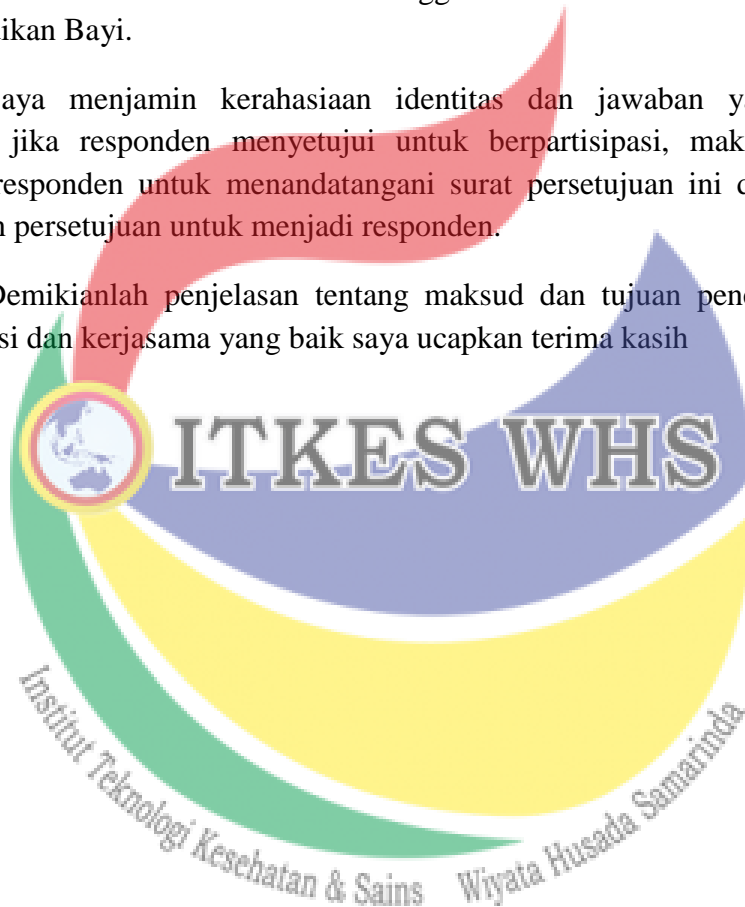 dikan Bayi.
aya menjamin kerahasiaan identitas dan jawaban
jika responden menyetujui untuk berpartisipasi,
responden untuk menandatangani surat persetujuan ini
persetujuan untuk menjadi responden.
Demikianlah penjelasan tentang maksud dan tujuan
si dan kerjasama yang baik saya ucapkan terima kasih
ITKES WHS
Institut Teknologi Kesehatan & Sains Wiyata Husada Samarinda